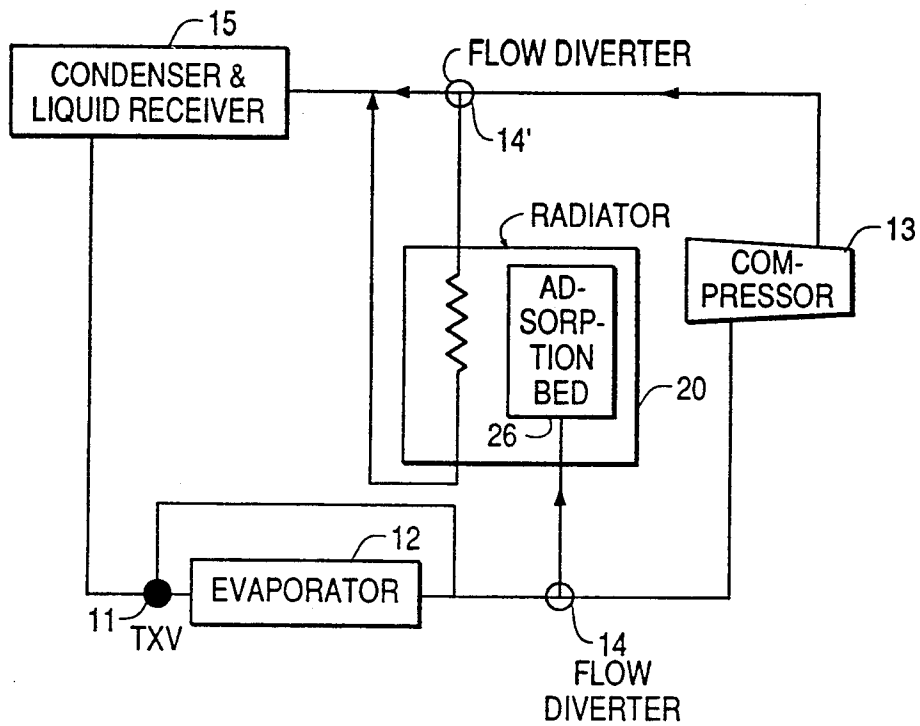 15
CONDENSER &
LIQUID RECEIVER
FLOW DIVERTER
14'
RADIATOR
13
COM-
PRESSOR
AD-
SORP-
TION
BED
20
26
12
EVAPORATOR
11
TXV
14
FLOW
DIVERTER